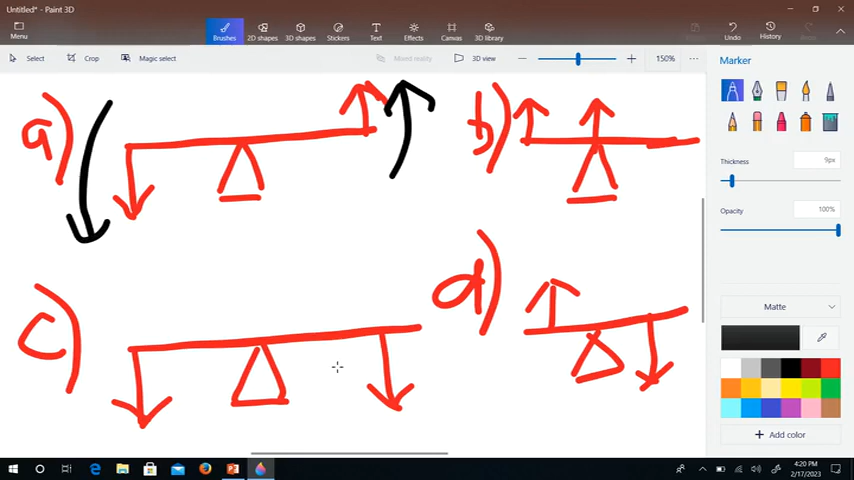 Untitled* - Paint 3D
Menu
Brushes
2D shapes
3D shapes
Stickers
Text
Effects
Canvas
3D library
Undo
History
Redo
Select
Crop
Magic select
Mixed reality
3D view
150%
Marker
Thickness
9px
Opacity
100%
Matte
Add color
a)
b)
c)
d)
4:20 PM
2/17/2023